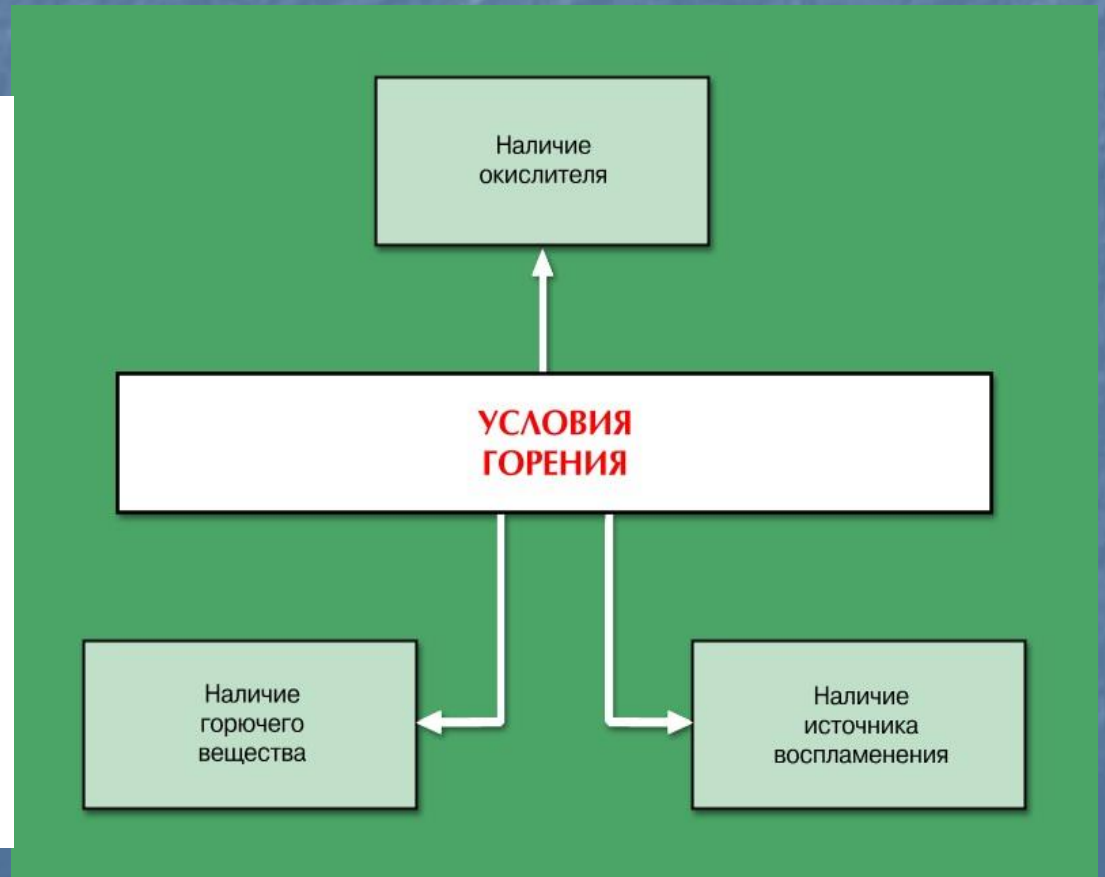 Наличие
окислителя
УСЛОВИЯ
ГОРЕНИЯ
Наличие
горючего
вещества
Наличие
источника
воспламенения